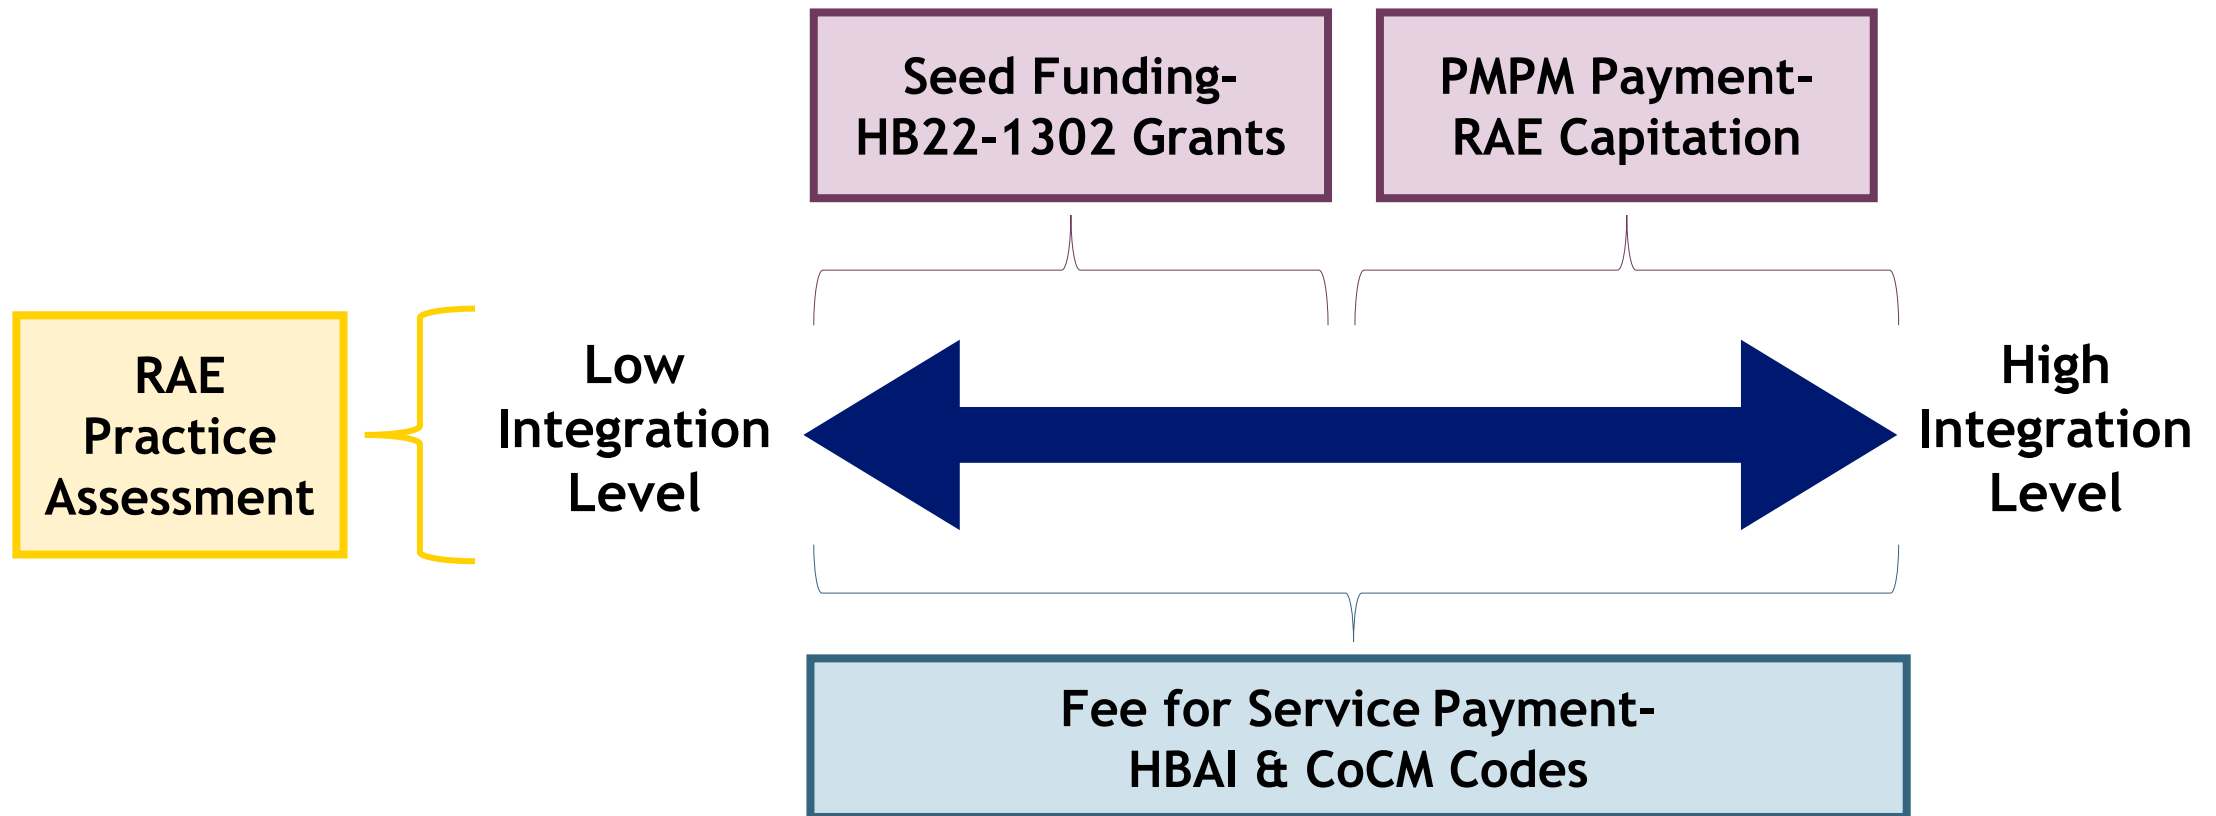 Seed Funding-
HB22-1302 Grants
PMPM Payment-
RAE Capitation
RAE
Practice
Assessment
Low
Integration
Level
High
Integration
Level
Fee for Service Payment-
HBAI & CoCM Codes